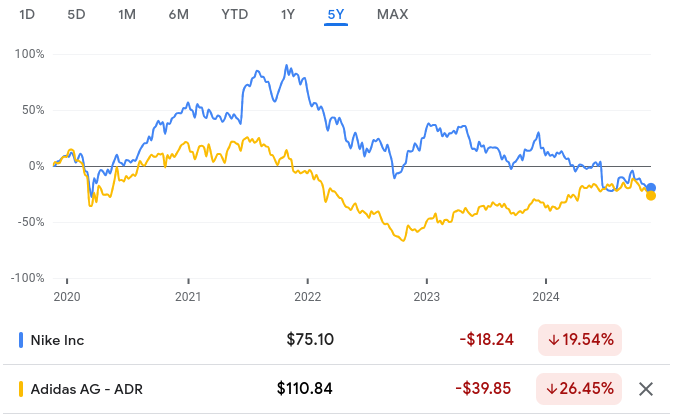 1D 5D 1M 6M YTD 1Y 5Y MAX
100%
50%
0%
-50%
-100%
2020 2021 2022 2023 2024
Nike Inc $75.10 -$18.24 ↓19.54%
Adidas AG - ADR $110.84 -$39.85 ↓26.45%